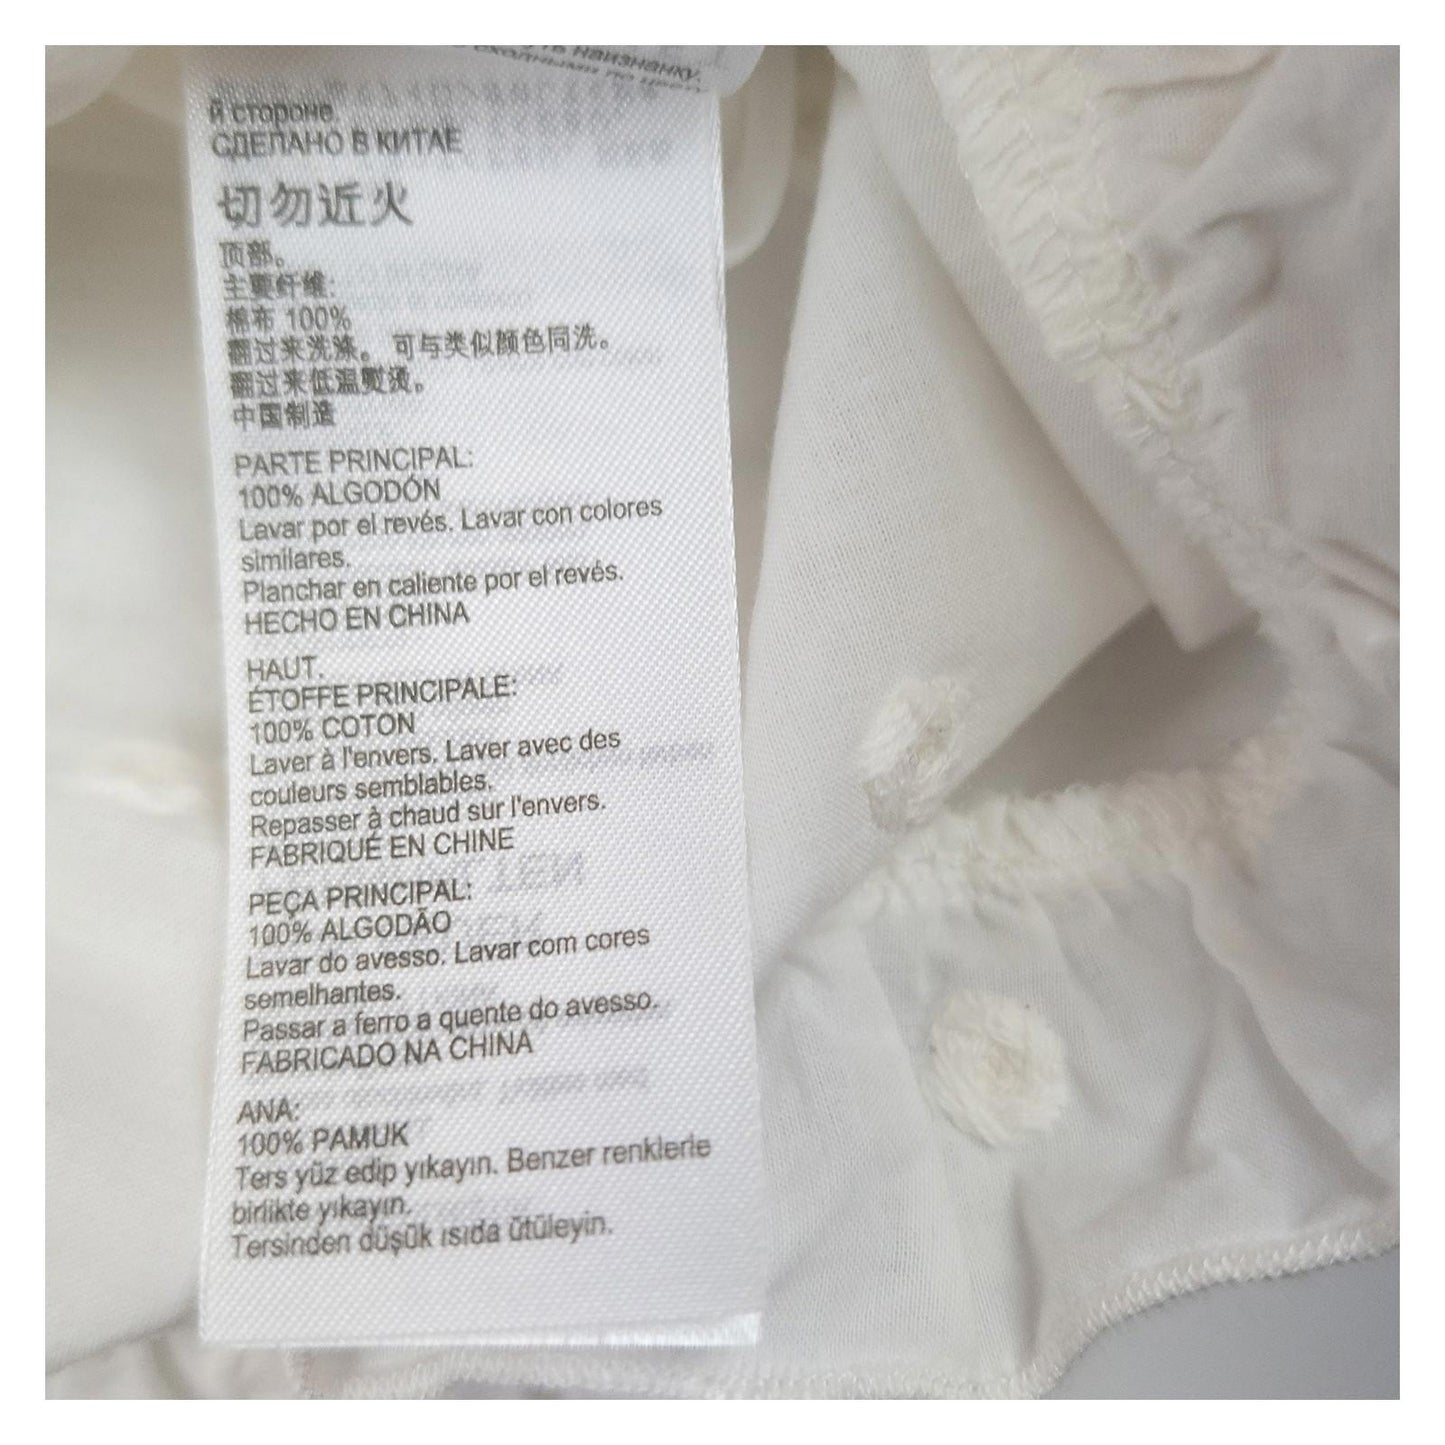 ть наизнанку.
сходными по цвету
й стороне.
СДЕЛАНО В КИТАЕ
切勿近火
顶部。
主要纤维:
棉布 100%
翻过来洗涤。 可与类似颜色同洗。
翻过来低温熨烫。
中国制造
PARTE PRINCIPAL:
100% ALGODÓN
Lavar por el revés. Lavar con colores
similares.
Planchar en caliente por el revés.
HECHO EN CHINA
HAUT.
ÉTOFFE PRINCIPALE:
100% COTON
Laver à l'envers. Laver avec des
couleurs semblables.
Repasser à chaud sur l'envers.
FABRIQUÉ EN CHINE
PEÇA PRINCIPAL:
100% ALGODÃO
Lavar do avesso. Lavar com cores
semelhantes.
Passar a ferro a quente do avesso.
FABRICADO NA CHINA
ANA:
100% PAMUK
Ters yüz edip yıkayın. Benzer renklerle
birlikte yıkayın.
Tersinden düşük ısıda ütüleyin.